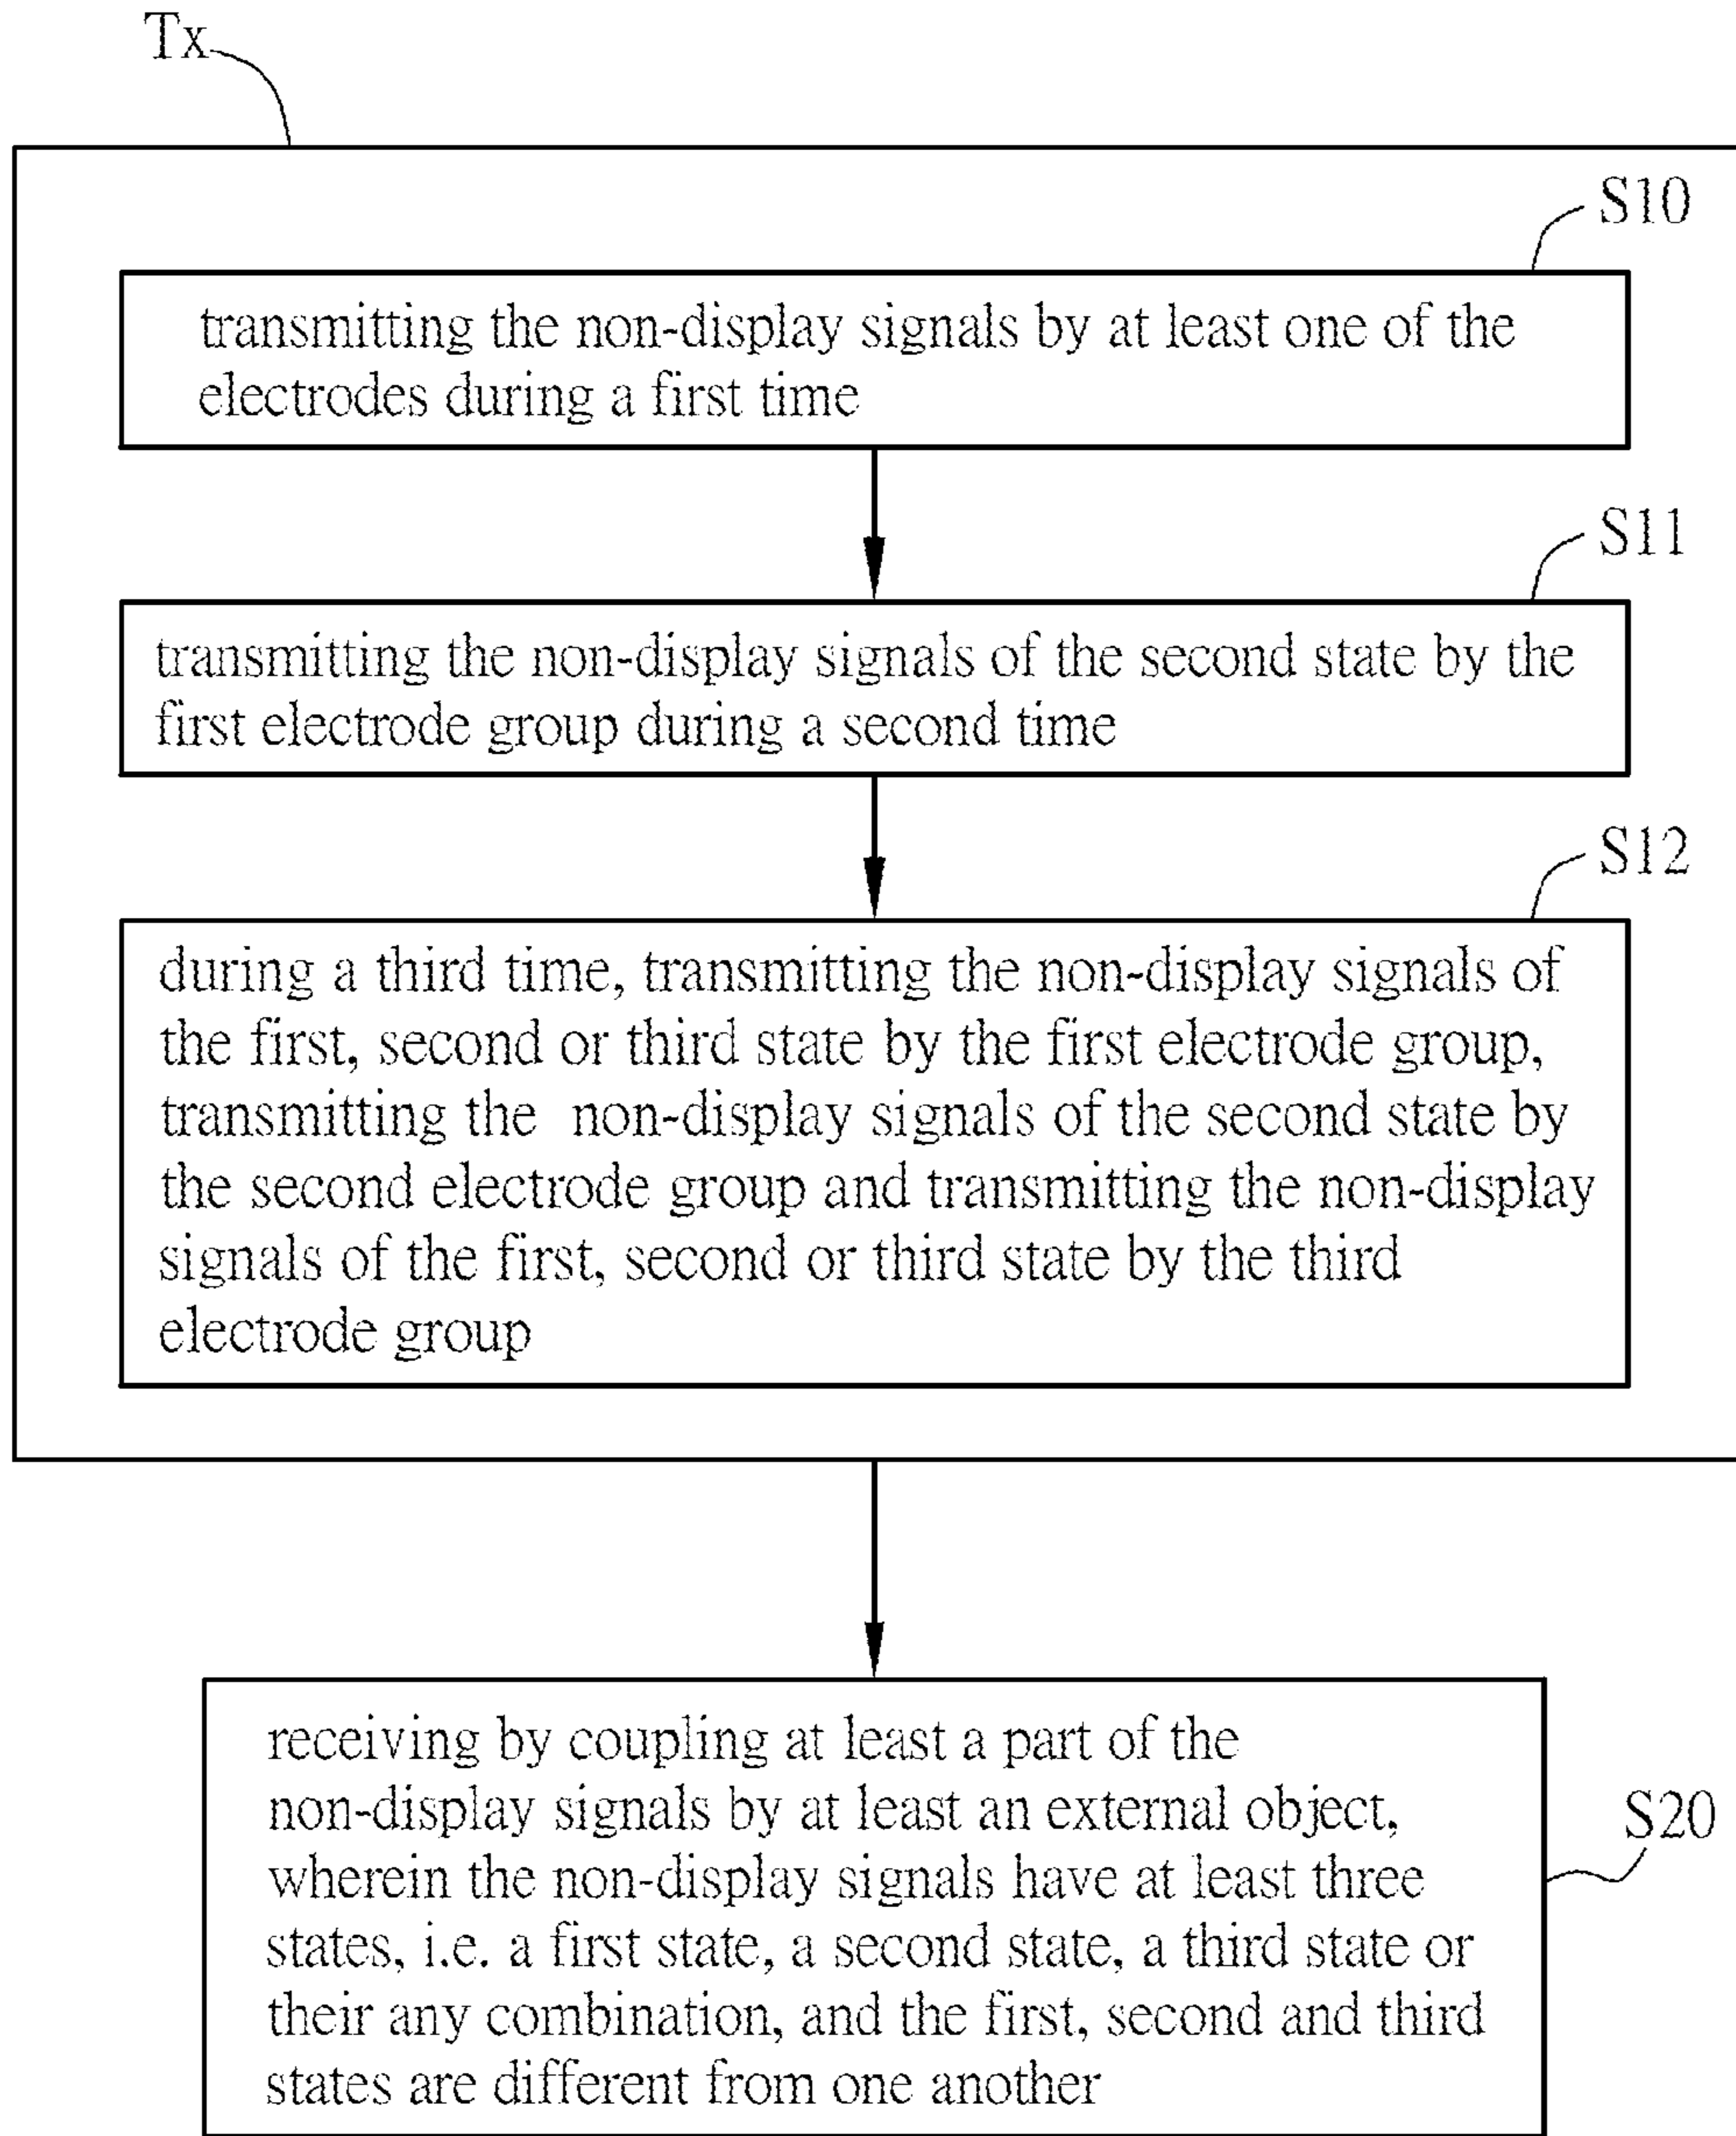 Tx
S10
transmitting the non-display signals by at least one of the
electrodes during a first time
S11
transmitting the non-display signals of the second state by the
first electrode group during a second time
S12
during a third time, transmitting the non-display signals of
the first, second or third state by the first electrode group,
transmitting the non-display signals of the second state by
the second electrode group and transmitting the non-display
signals of the first, second or third state by the third
electrode group
receiving by coupling at least a part of the
non-display signals by at least an external object,
wherein the non-display signals have at least three
states, i.e. a first state, a second state, a third state or
their any combination, and the first, second and third
states are different from one another
S20